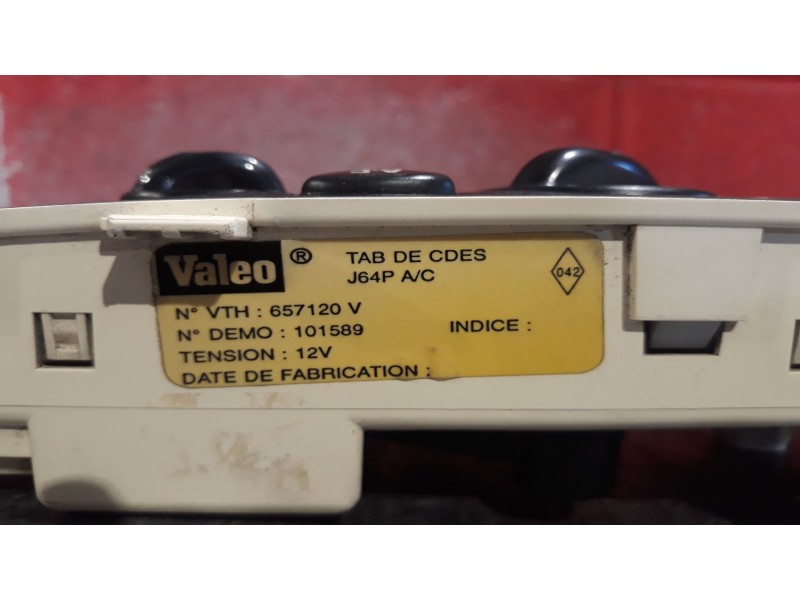 Valeo ® TAB DE CDES
J64P A/C
042
N° VTH : 657120 V
N° DEMO : 101589 INDICE :
TENSION : 12V
DATE DE FABRICATION :